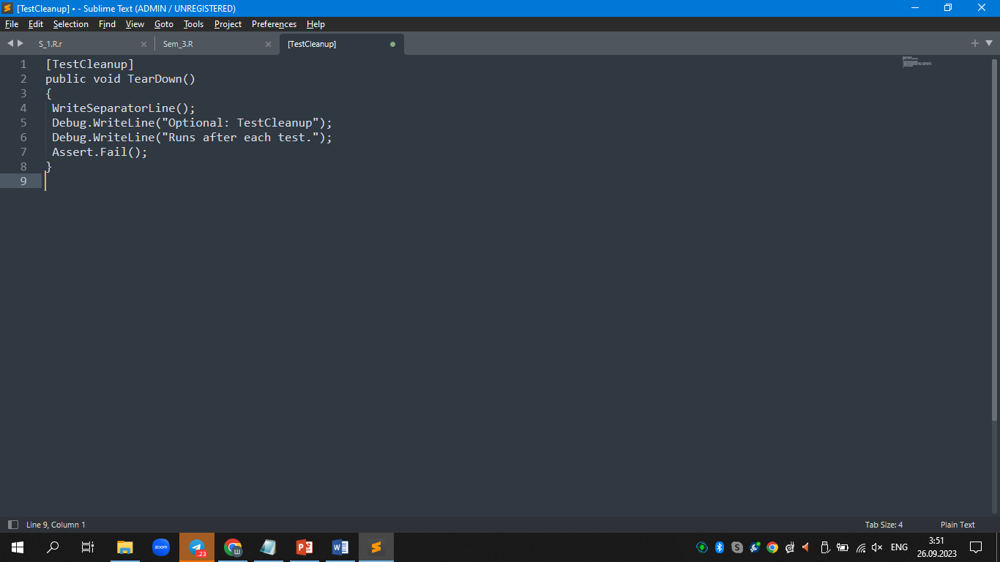 [TestCleanup] • - Sublime Text (ADMIN / UNREGISTERED)
File Edit Selection Find View Goto Tools Project Preferences Help
S_1.R.r Sem_3.R [TestCleanup]
1 [TestCleanup]
2 public void TearDown()
3 {
4 WriteSeparatorLine();
5 Debug.WriteLine("Optional: TestCleanup");
6 Debug.WriteLine("Runs after each test.");
7 Assert.Fail();
8 }
9
Line 9, Column 1 Tab Size: 4 Plain Text
zoom ..23 ENG 3:51
26.09.2023